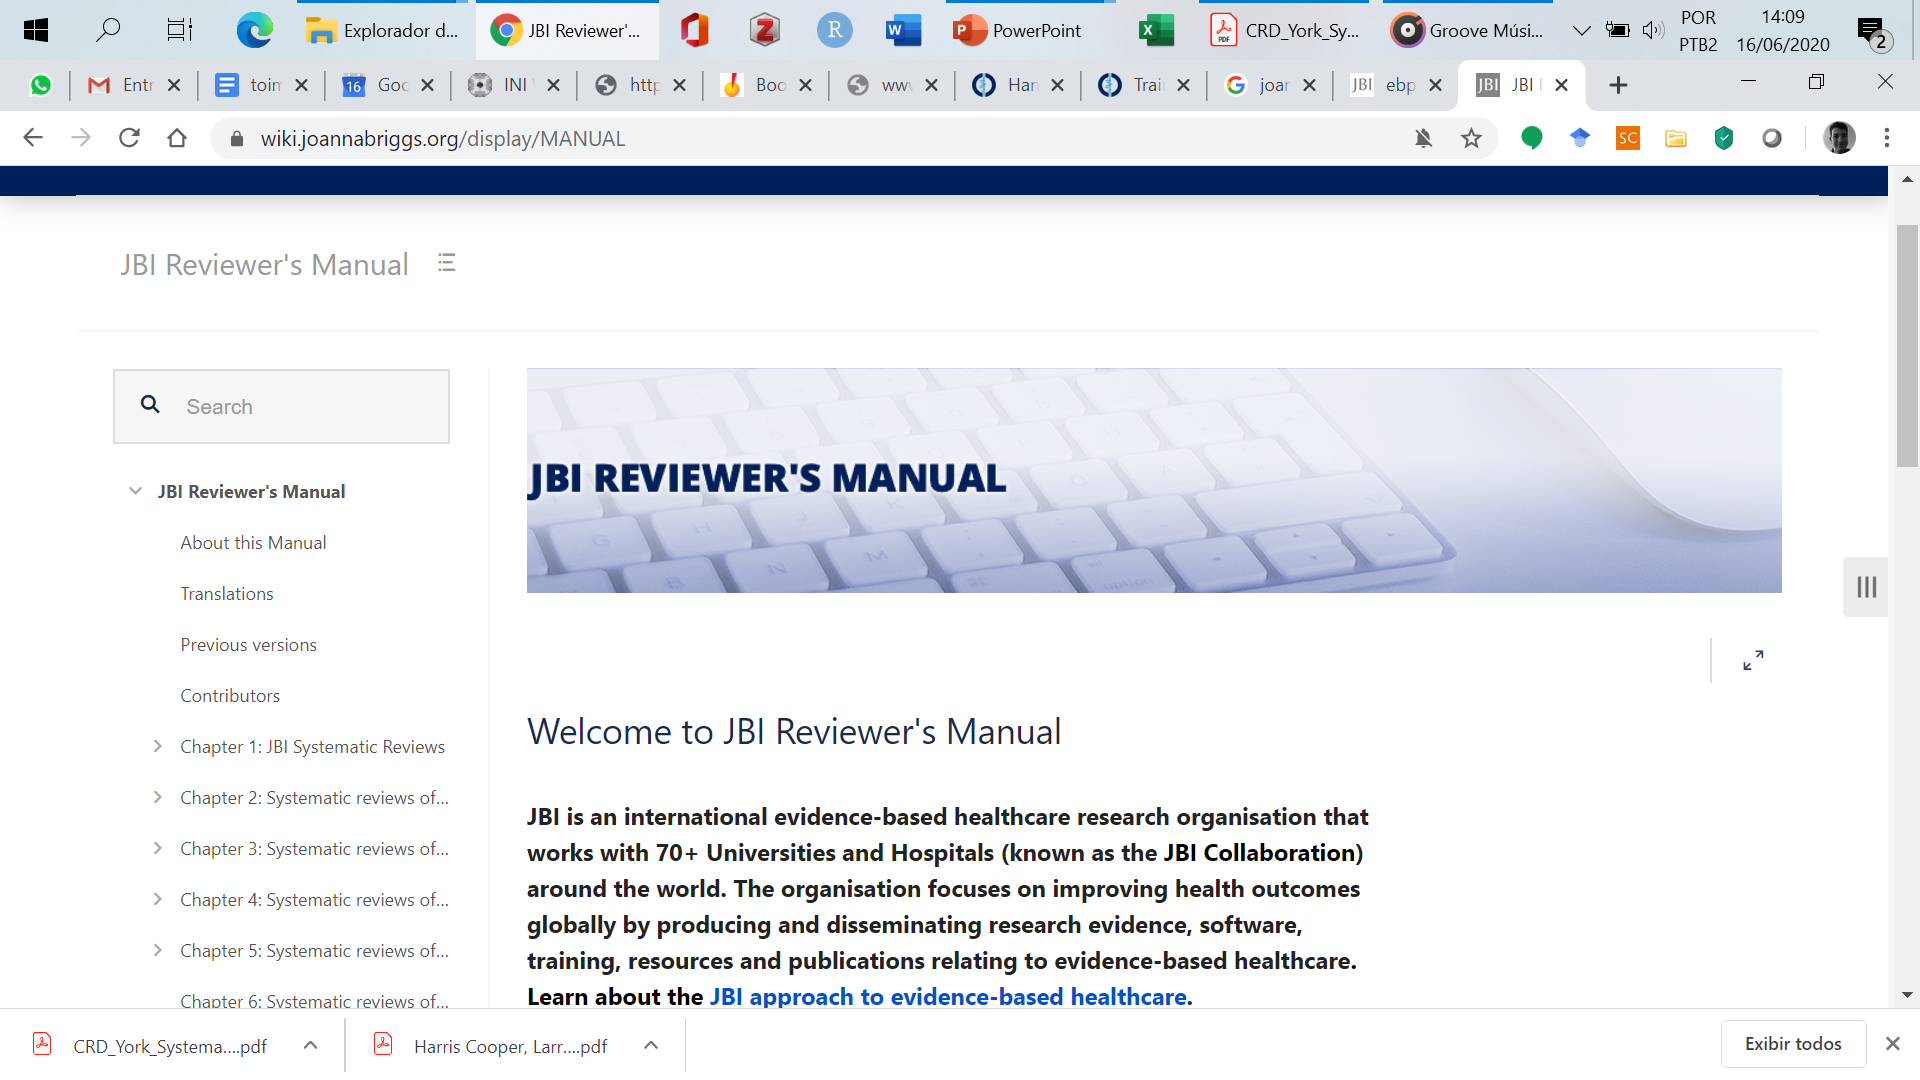 Explorador d...
JBI Reviewer'...
R
PowerPoint
CRD_York_Sy...
Groove Músi...
POR
PTB2
14:09
16/06/2020
2
Entr
toin
16
Goo
INI
http
Boo
ww
Han
Trai
joar
JBI
ebp
JBI
JBI
wiki.joannabriggs.org/display/MANUAL
SC
JBI Reviewer's Manual
Search
JBI REVIEWER'S MANUAL
JBI Reviewer's Manual
About this Manual
Translations
Previous versions
Contributors
Chapter 1: JBI Systematic Reviews
Chapter 2: Systematic reviews of...
Chapter 3: Systematic reviews of...
Chapter 4: Systematic reviews of...
Chapter 5: Systematic reviews of...
Chapter 6: Systematic reviews of...
Welcome to JBI Reviewer's Manual
JBI is an international evidence-based healthcare research organisation that
works with 70+ Universities and Hospitals (known as the JBI Collaboration)
around the world. The organisation focuses on improving health outcomes
globally by producing and disseminating research evidence, software,
training, resources and publications relating to evidence-based healthcare.
Learn about the JBI approach to evidence-based healthcare.
CRD_York_Systema....pdf
Harris Cooper, Larr....pdf
Exibir todos